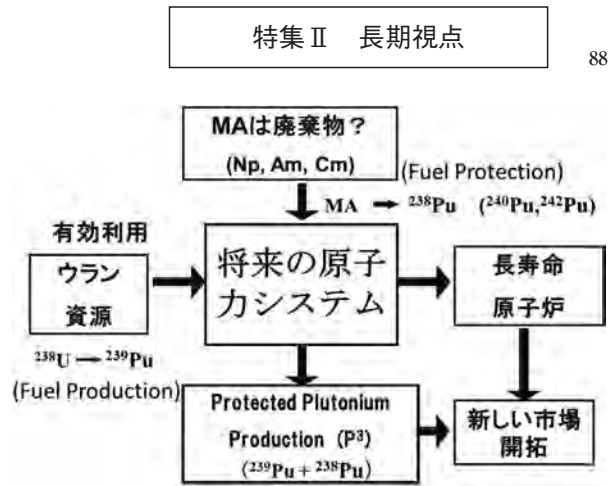 特集Ⅱ 長期視点
88
MAは廃棄物？
(Np, Am, Cm)
(Fuel Protection)
MA → ²³⁸Pu (²⁴⁰Pu,²⁴²Pu)
有効利用
ウラン
資源
²³⁸U → ²³⁹Pu
(Fuel Production)
将来の原子
力システム
長寿命
原子炉
Protected Plutonium
Production (P³)
(²³⁹Pu + ²³⁸Pu)
新しい市場
開拓